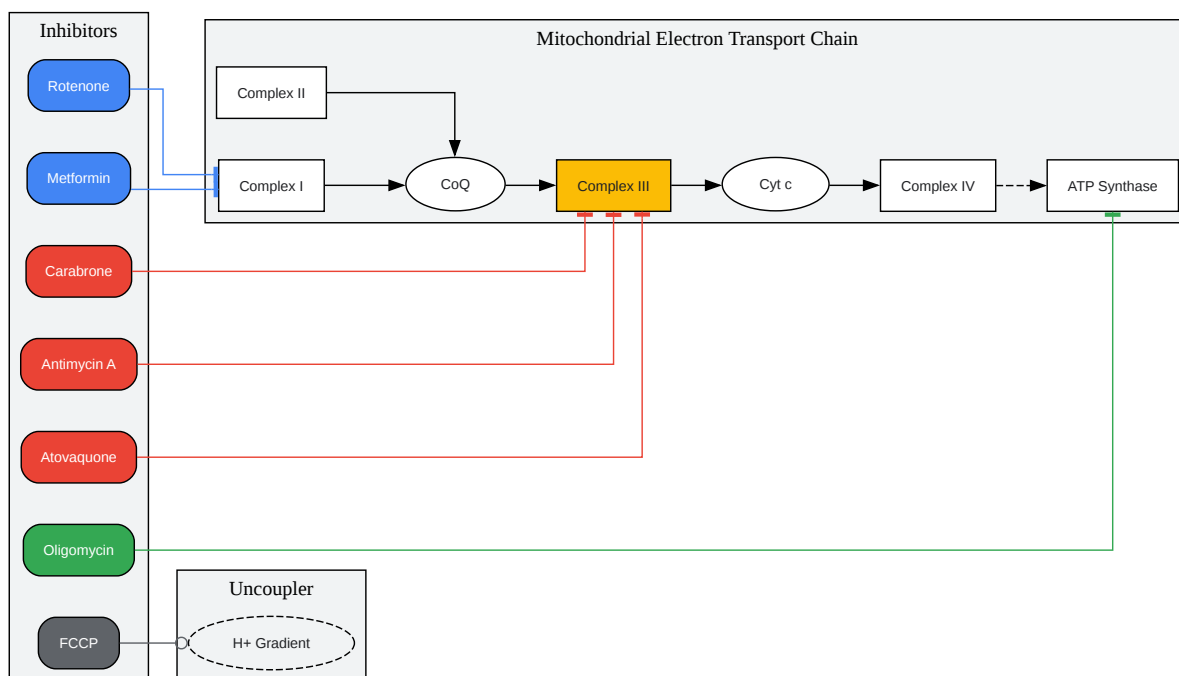 Inhibitors
Rotenone
Metformin
Carabrone
Antimycin A
Atovaquone
Oligomycin
FCCP
Mitochondrial Electron Transport Chain
Complex II
Complex I
CoQ
Complex III
Cyt c
Complex IV
ATP Synthase
Uncoupler
H+ Gradient